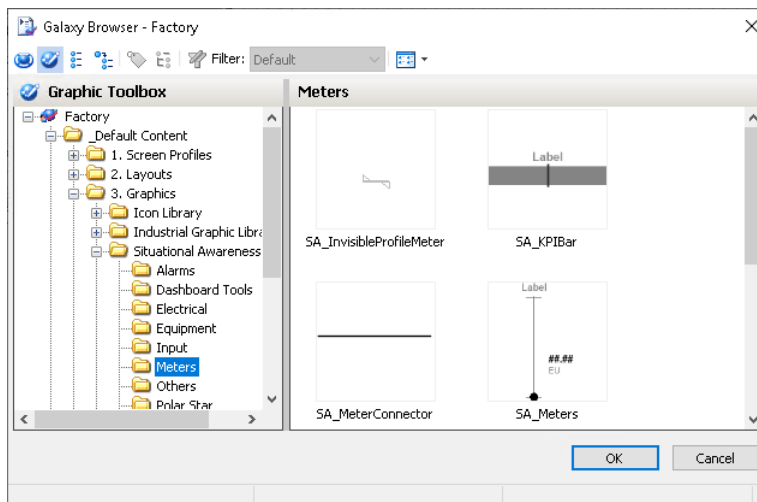 Galaxy Browser - Factory
Filter: Default
Graphic Toolbox
Meters
Factory
_Default Content
1. Screen Profiles
2. Layouts
3. Graphics
Icon Library
Industrial Graphic Libra
Situational Awareness
Alarms
Dashboard Tools
Electrical
Equipment
Input
Meters
Others
Polar Star
Label
SA_InvisibleProfileMeter
SA_KPIBar
Label
##.##
EU
SA_MeterConnector
SA_Meters
OK
Cancel